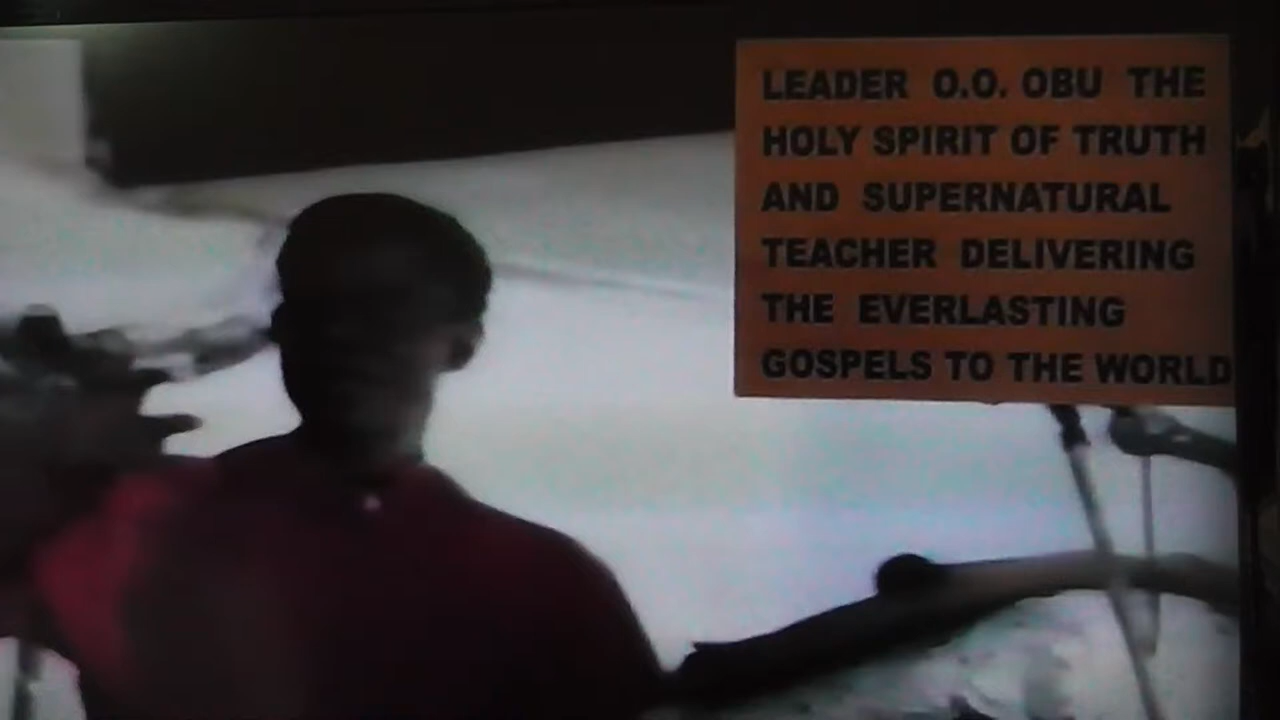 LEADER O.O. OBU THE
HOLY SPIRIT OF TRUTH
AND SUPERNATURAL
TEACHER DELIVERING
THE EVERLASTING
GOSPELS TO THE WORLD